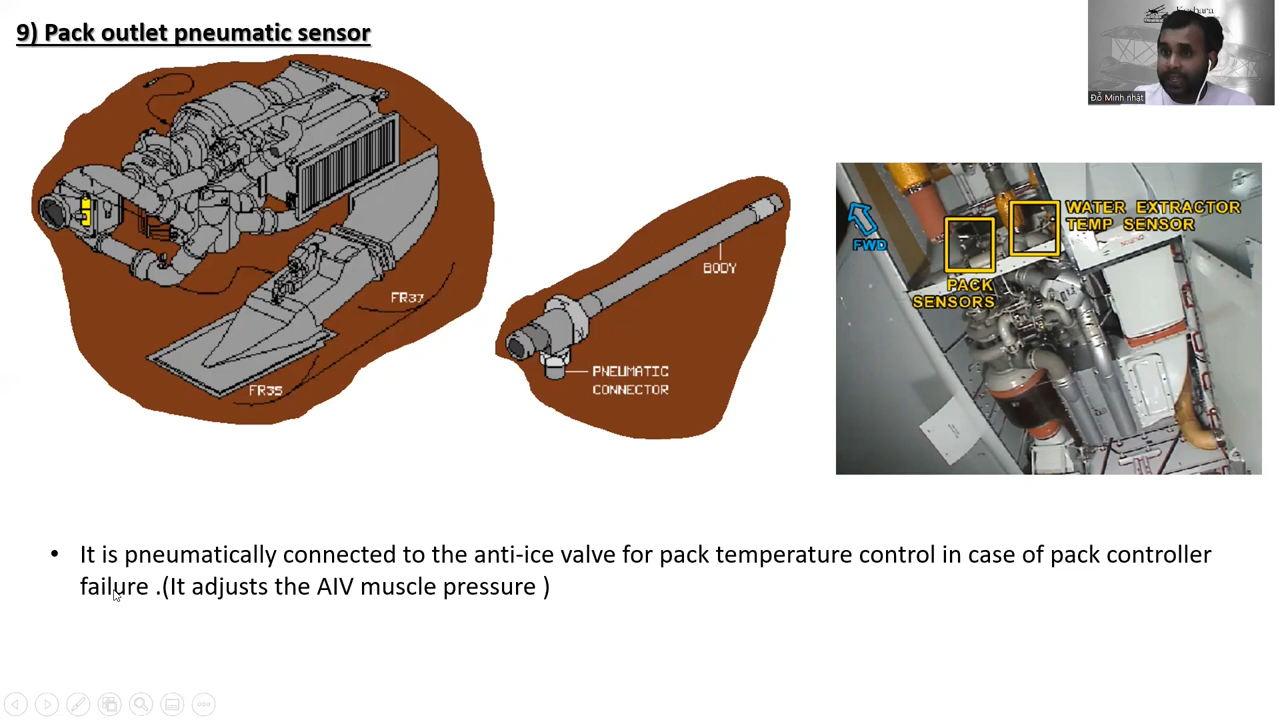 9) Pack outlet pneumatic sensor
Đỗ Minh nhật
FWD
WATER EXTRACTOR
TEMP SENSOR
PACK
SENSORS
BODY
FR37
PNEUMATIC
CONNECTOR
FR35
• It is pneumatically connected to the anti-ice valve for pack temperature control in case of pack controller
failure .(It adjusts the AIV muscle pressure )